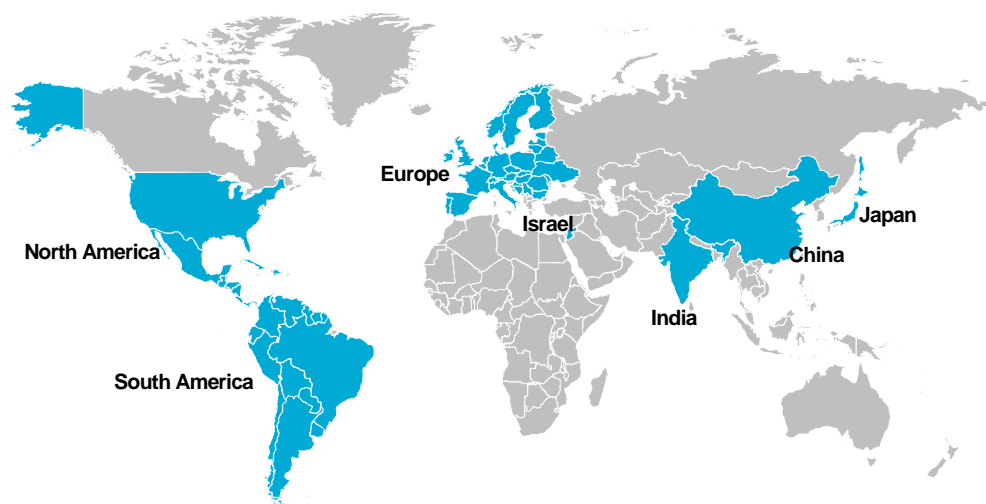 Europe
Israel
Japan
North America
China
India
South America